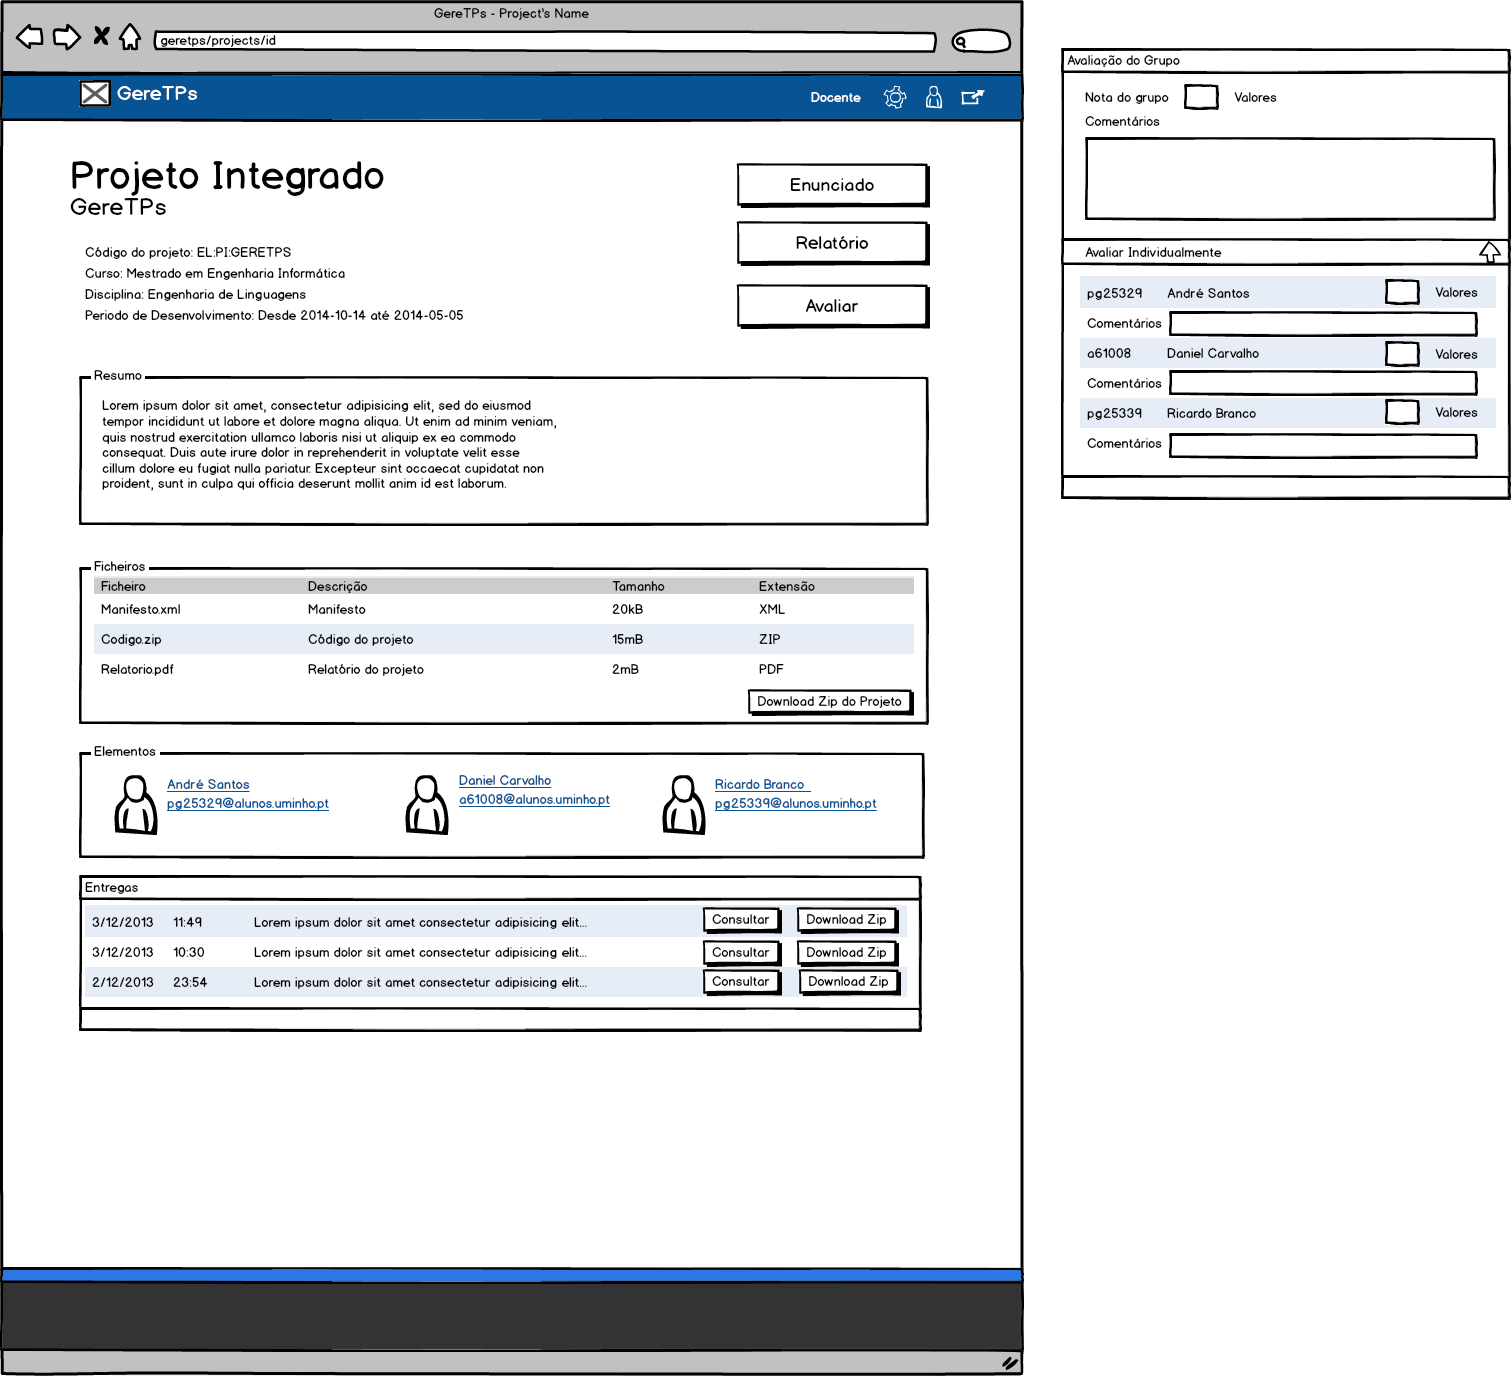 GereTPs - Project's Name
geretps/projects/id
GereTPs
Docente
Projeto Integrado
GereTPs
Enunciado
Relatório
Avaliar
Código do projeto: EL:PI:GERETPS
Curso: Mestrado em Engenharia Informática
Disciplina: Engenharia de Linguagens
Periodo de Desenvolvimento: Desde 2014-10-14 até 2014-05-05
Resumo
Lorem ipsum dolor sit amet, consectetur adipisicing elit, sed do eiusmod
tempor incididunt ut labore et dolore magna aliqua. Ut enim ad minim veniam,
quis nostrud exercitation ullamco laboris nisi ut aliquip ex ea commodo
consequat. Duis aute irure dolor in reprehenderit in voluptate velit esse
cillum dolore eu fugiat nulla pariatur. Excepteur sint occaecat cupidatat non
proident, sunt in culpa qui officia deserunt mollit anim id est laborum.
Ficheiros
Ficheiro Descrição Tamanho Extensão
Manifesto.xml Manifesto 20kB XML
Codigo.zip Código do projeto 15mB ZIP
Relatorio.pdf Relatório do projeto 2mB PDF
Download Zip do Projeto
Elementos
André Santos
pg25329@alunos.uminho.pt
Daniel Carvalho
a61008@alunos.uminho.pt
Ricardo Branco
pg25339@alunos.uminho.pt
Entregas
3/12/2013 11:49 Lorem ipsum dolor sit amet consectetur adipisicing elit... Consultar Download Zip
3/12/2013 10:30 Lorem ipsum dolor sit amet consectetur adipisicing elit... Consultar Download Zip
2/12/2013 23:54 Lorem ipsum dolor sit amet consectetur adipisicing elit... Consultar Download Zip
Avaliação do Grupo
Nota do grupo Valores
Comentários
Avaliar Individualmente
pg25329 André Santos Valores
Comentários
a61008 Daniel Carvalho Valores
Comentários
pg25339 Ricardo Branco Valores
Comentários